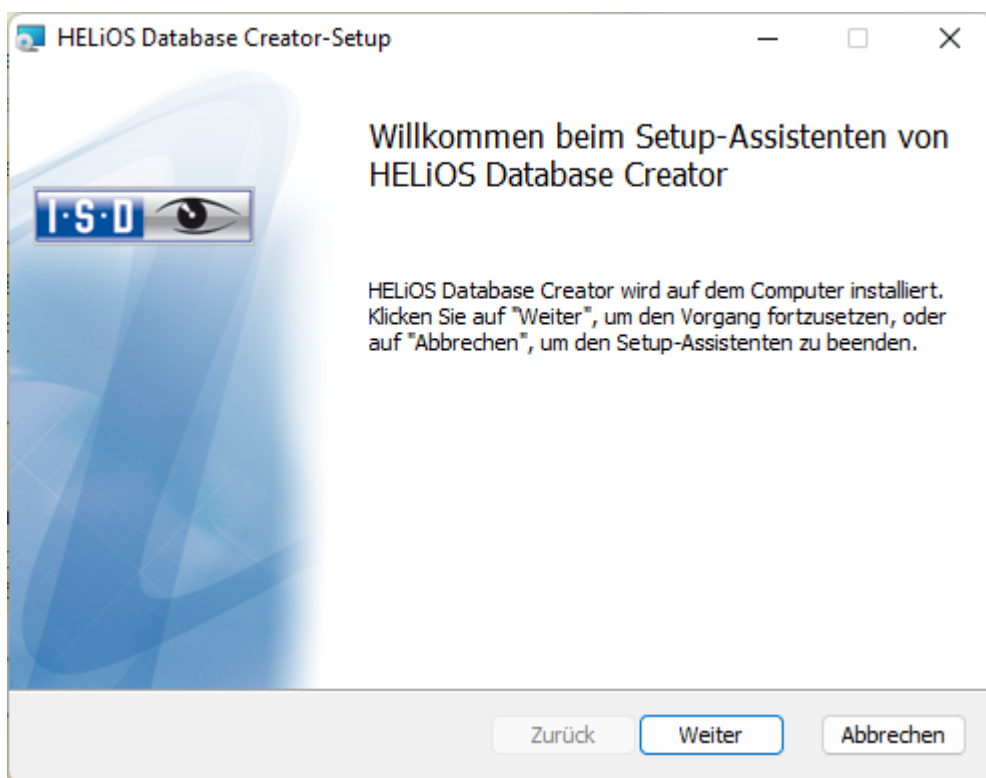 HELiOS Database Creator-Setup
Willkommen beim Setup-Assistenten von
HELiOS Database Creator
I·S·D
HELiOS Database Creator wird auf dem Computer installiert.
Klicken Sie auf "Weiter", um den Vorgang fortzusetzen, oder
auf "Abbrechen", um den Setup-Assistenten zu beenden.
Zurück Weiter Abbrechen